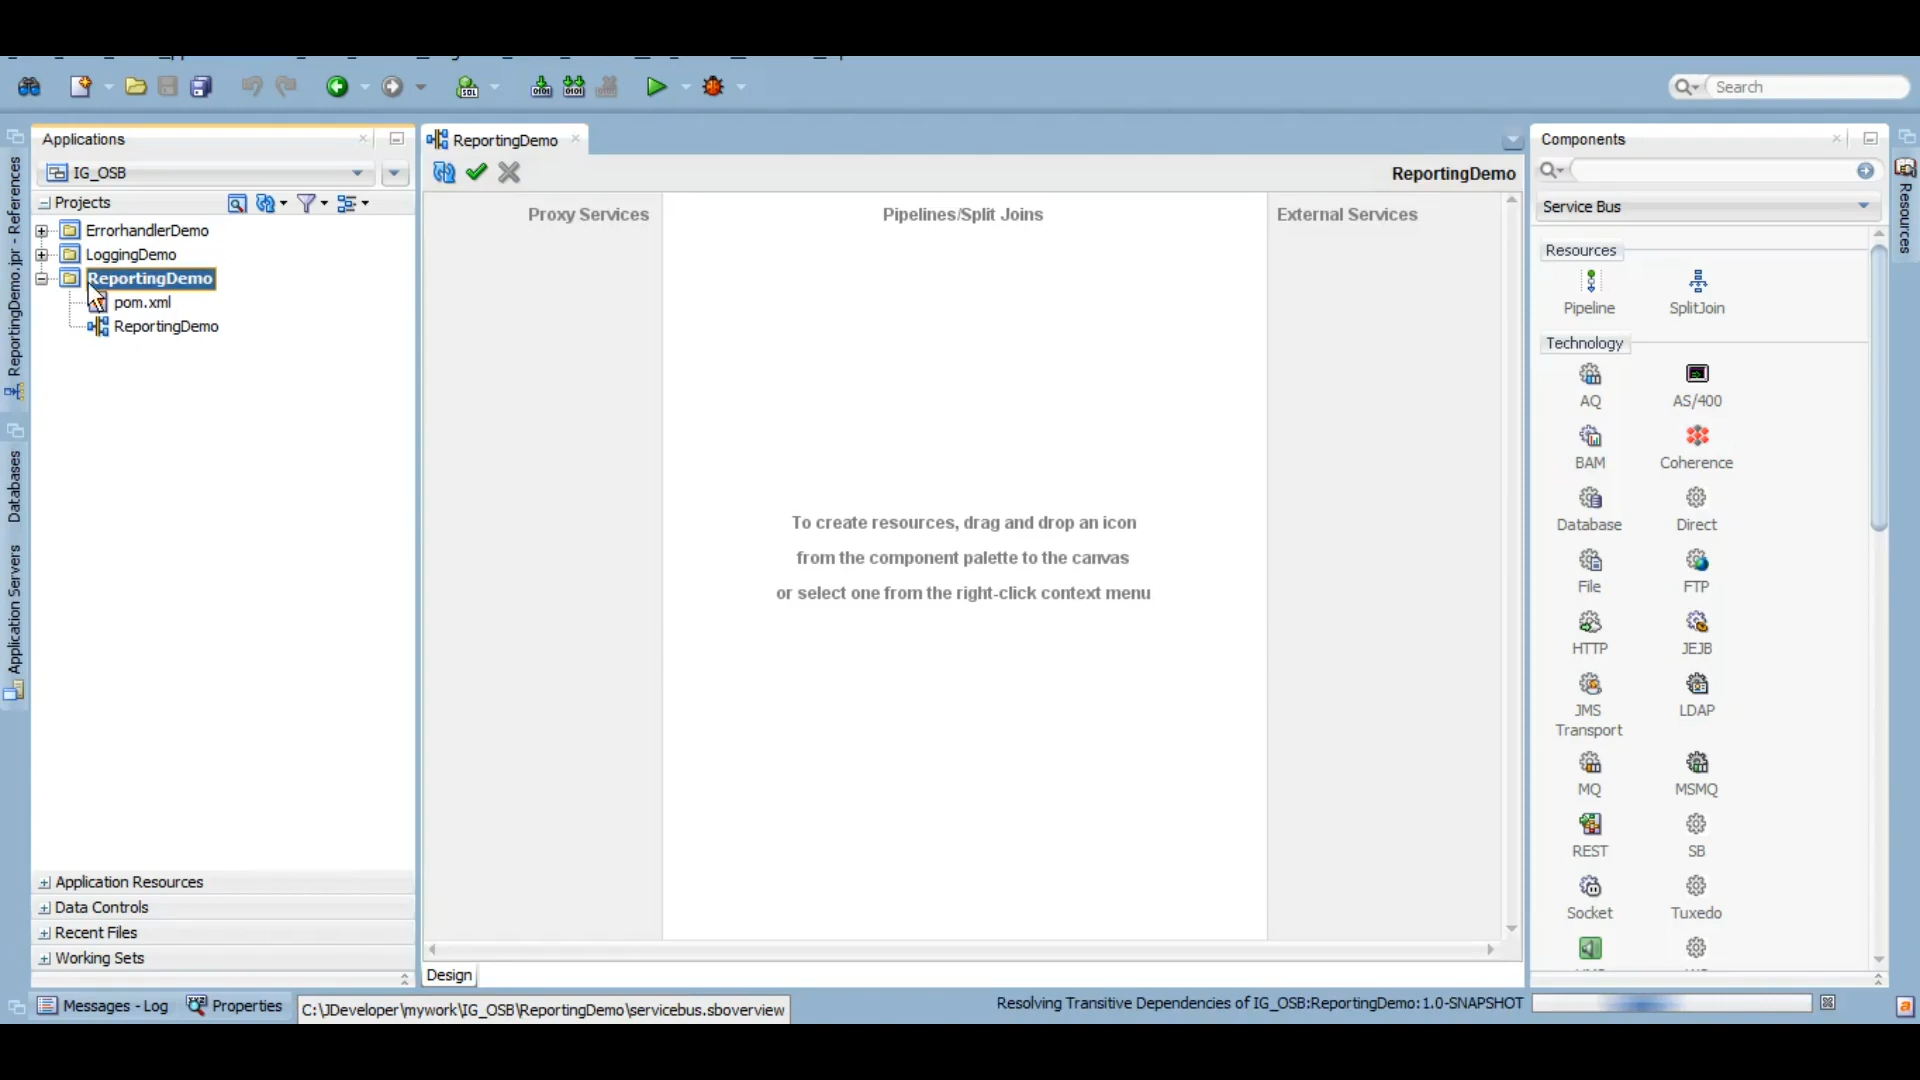 Search
Applications
IG_OSB
Projects
ErrorhandlerDemo
LoggingDemo
ReportingDemo
pom.xml
ReportingDemo
Application Resources
Data Controls
Recent Files
Working Sets
ReportingDemo.jpr - References
Databases
Application Servers
ReportingDemo
ReportingDemo
Proxy Services
Pipelines/Split Joins
External Services
To create resources, drag and drop an icon
from the component palette to the canvas
or select one from the right-click context menu
Design
Components
Service Bus
Resources
Pipeline
SplitJoin
Technology
AQ
AS/400
BAM
Coherence
Database
Direct
File
FTP
HTTP
JEJB
JMS
Transport
LDAP
MQ
MSMQ
REST
SB
Socket
Tuxedo
Resources
Messages - Log
Properties
C:\JDeveloper\mywork\IG_OSB\ReportingDemo\servicebus.sboverview
Resolving Transitive Dependencies of IG_OSB:ReportingDemo:1.0-SNAPSHOT